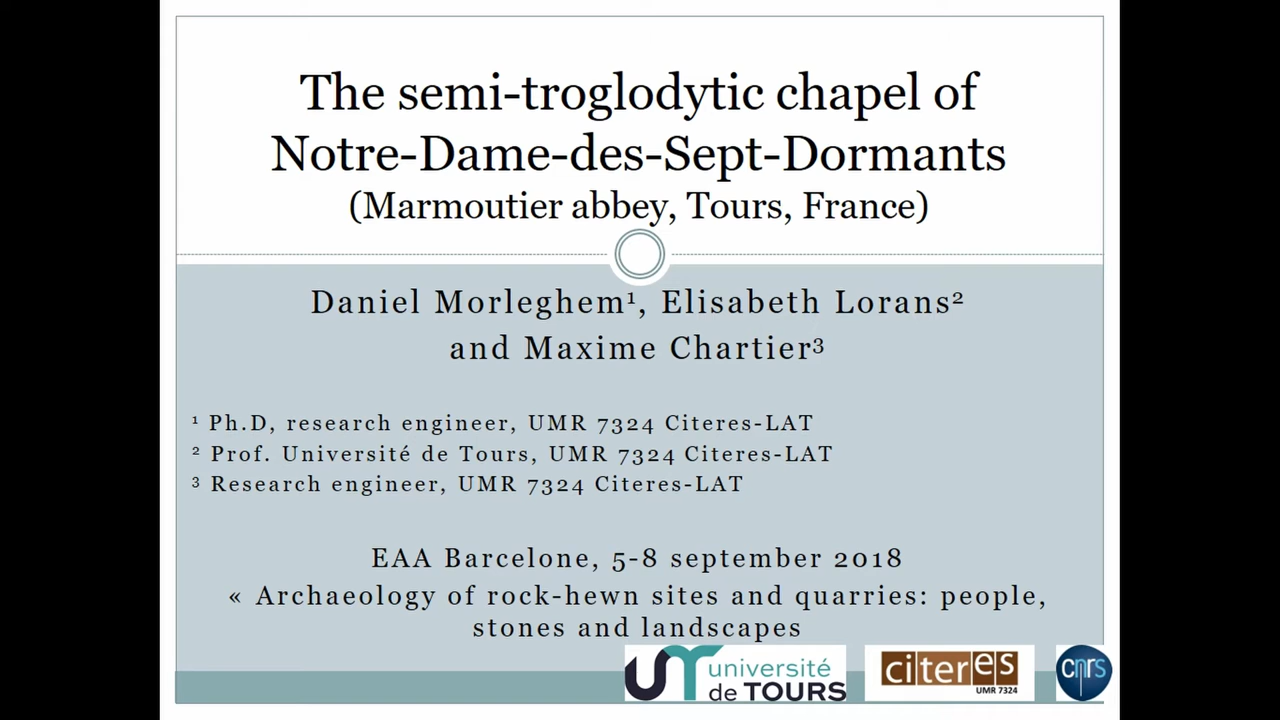 The semi-troglodytic chapel of
Notre-Dame-des-Sept-Dormants
(Marmoutier abbey, Tours, France)
Daniel Morleghem¹, Elisabeth Lorans²
and Maxime Chartier³
¹ Ph.D, research engineer, UMR 7324 Citeres-LAT
² Prof. Université de Tours, UMR 7324 Citeres-LAT
³ Research engineer, UMR 7324 Citeres-LAT
EAA Barcelone, 5-8 september 2018
« Archaeology of rock-hewn sites and quarries: people,
stones and landscapes
université
de TOURS
citeres
UMR 7324
cnrs